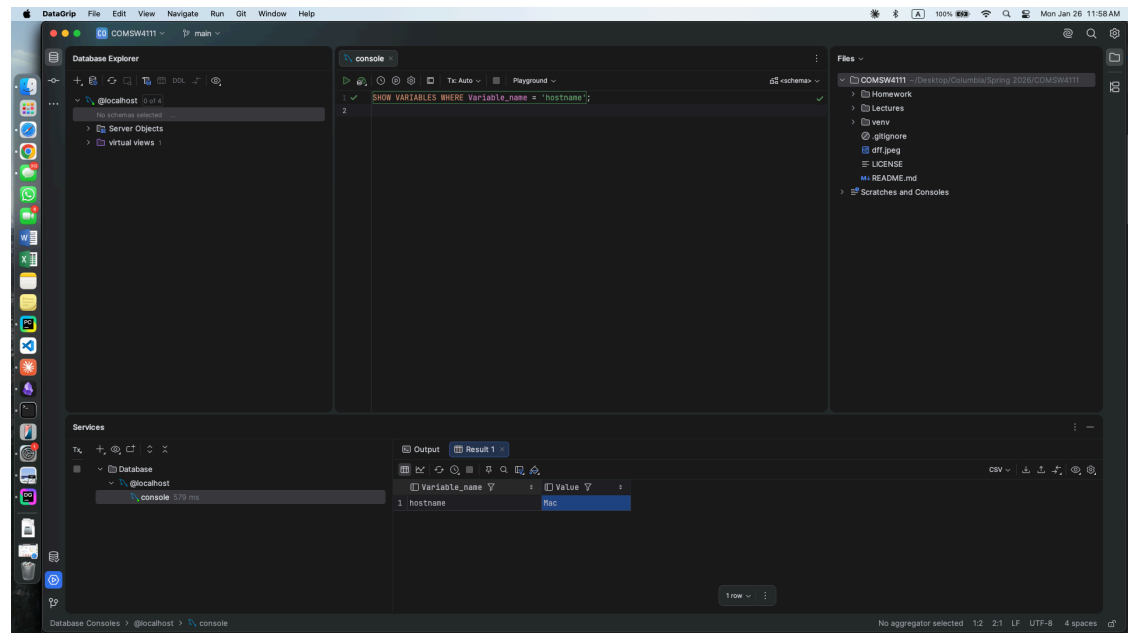 DataGrip File Edit View Navigate Run Git Window Help
A 100% Mon Jan 26 11:58 AM
CO COMSW4111 main
Database Explorer
DDL
@localhost 0 of 4
No schemas selected ...
Server Objects
virtual views 1
console
Tx: Auto Playground <schema>
1 SHOW VARIABLES WHERE Variable_name = 'hostname';
2
Files
COMSW4111 ~/Desktop/Columbia/Spring 2026/COMSW4111
Homework
Lectures
venv
.gitignore
dff.jpeg
LICENSE
M↓ README.md
Scratches and Consoles
Services
Tx
Database
@localhost
console 579 ms
Output Result 1
CSV
Variable_name Value
1 hostname Mac
1 row
Database Consoles > @localhost > console
No aggregator selected 1:2 2:1 LF UTF-8 4 spaces